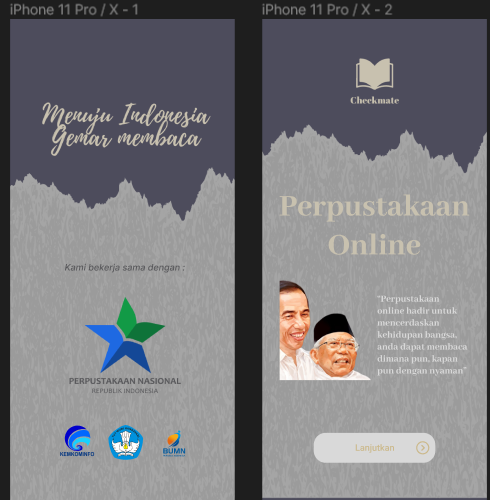 iPhone 11 Pro / X - 1
Menuju Indonesia
Gemar membaca
Kami bekerja sama dengan :
PERPUSTAKAAN NASIONAL
REPUBLIK INDONESIA
KEMKOMINFO
BUMN
iPhone 11 Pro / X - 2
Checkmate
Perpustakaan
Online
"Perpustakaan
online hadir untuk
mencerdaskan
kehidupan bangsa,
anda dapat membaca
dimana pun, kapan
pun dengan nyaman"
Lanjutkan